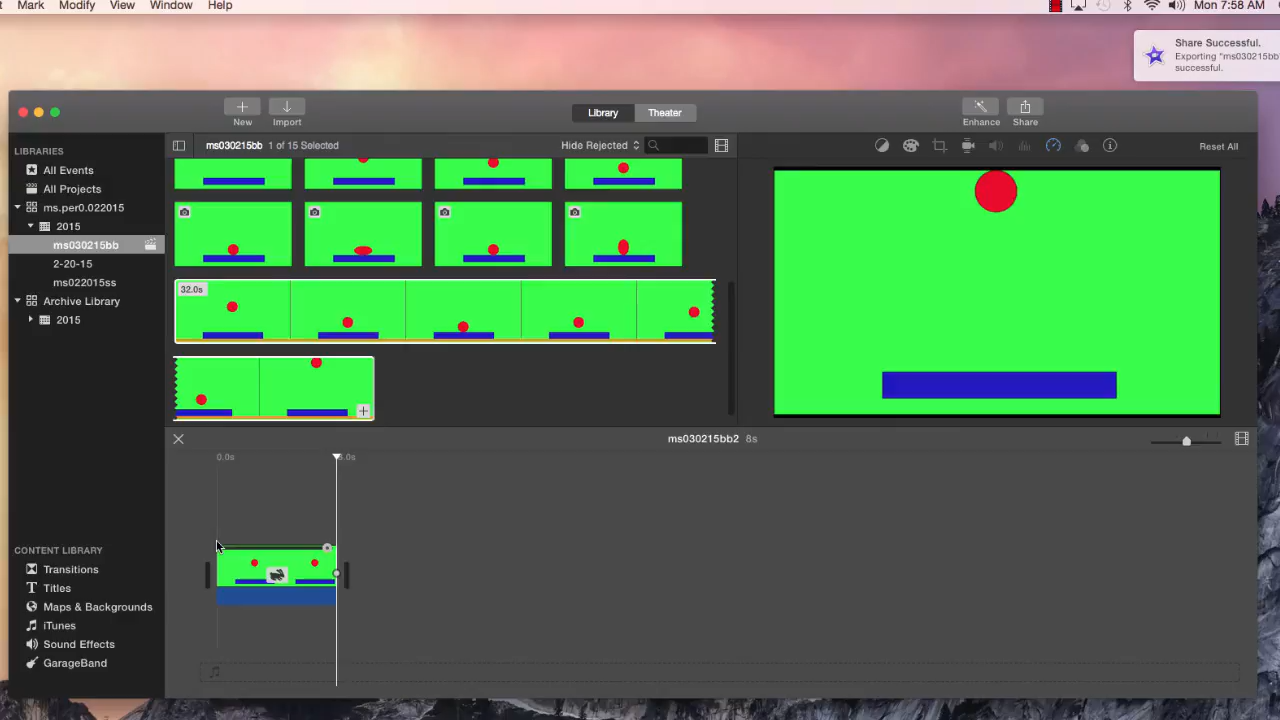 Mark Modify View Window Help Mon 7:58 AM
Share Successful.
Exporting "ms030215bb
successful.
New Import Library Theater Enhance Share
LIBRARIES
All Events
All Projects
ms.per0.022015
2015
ms030215bb
2-20-15
ms022015ss
Archive Library
2015
ms030215bb 1 of 15 Selected Hide Rejected
Reset All
32.0s
ms030215bb2 8s
0.0s
CONTENT LIBRARY
Transitions
Titles
Maps & Backgrounds
iTunes
Sound Effects
GarageBand